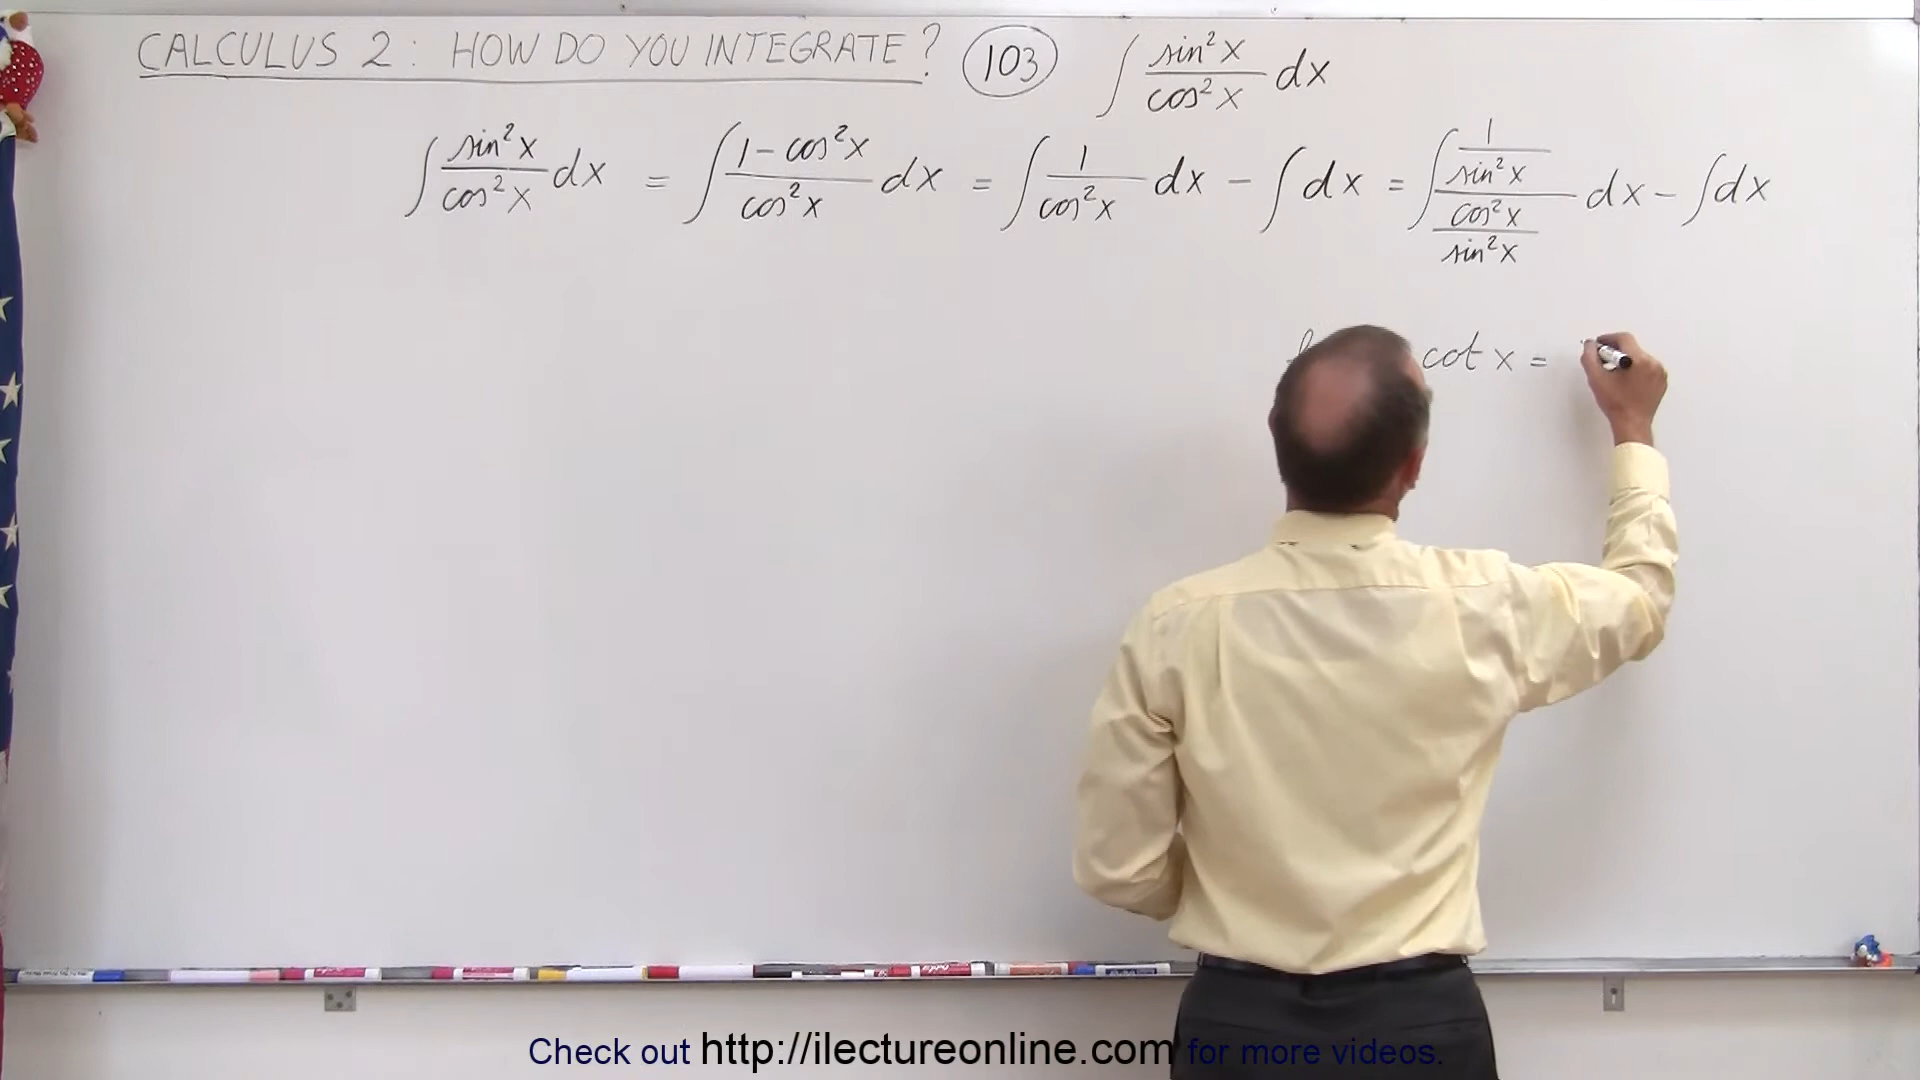 CALCULUS 2: HOW DO YOU INTEGRATE? 103 ∫ sin²x/cos²x dx
∫ sin²x/cos²x dx = ∫ (1-cos²x)/cos²x dx = ∫ 1/cos²x dx - ∫ dx = ∫ (1/sin²x)/(cos²x/sin²x) dx - ∫ dx
cot x =
Check out http://ilectureonline.com for more videos.